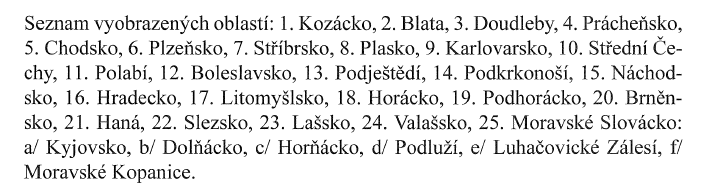 Seznam vyobrazených oblastí: 1. Kozácko, 2. Blata, 3. Doudleby, 4. Prácheňsko,
5. Chodsko, 6. Plzeňsko, 7. Stříbrsko, 8. Plasko, 9. Karlovarsko, 10. Střední Če-
chy, 11. Polabí, 12. Boleslavsko, 13. Podještědí, 14. Podkrkonoší, 15. Náchod-
sko, 16. Hradecko, 17. Litomyšlsko, 18. Horácko, 19. Podhorácko, 20. Brněn-
sko, 21. Haná, 22. Slezsko, 23. Lašsko, 24. Valašsko, 25. Moravské Slovácko:
a/ Kyjovsko, b/ Dolňácko, c/ Horňácko, d/ Podluží, e/ Luhačovické Zálesí, f/
Moravské Kopanice.